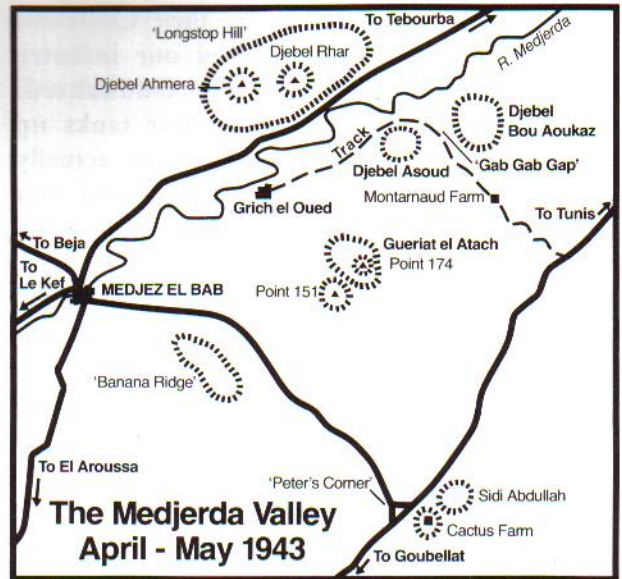 To Tebourba
'Longstop Hill'
Djebel Rhar
R. Medjerda
Djebel Ahmera
Djebel
Bou Aoukaz
Track
'Gab Gab Gap'
Djebel Asoud
Grich el Oued
Montarnaud Farm
To Tunis
To Beja
Gueriat el Atach
To
Le Kef
Point 174
MEDJEZ EL BAB
Point 151
'Banana Ridge'
To El Aroussa
'Peter's Corner'
Sidi Abdullah
The Medjerda Valley
April - May 1943
Cactus Farm
To Goubellat